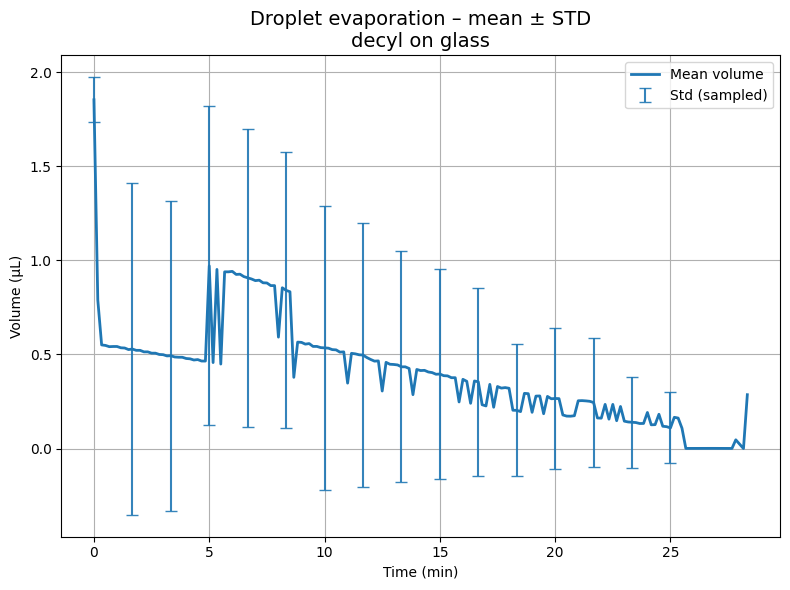 Droplet evaporation – mean ± STD
decyl on glass
Mean volume
Std (sampled)
2.0
1.5
1.0
0.5
0.0
Volume (µL)
0
5
10
15
20
25
Time (min)